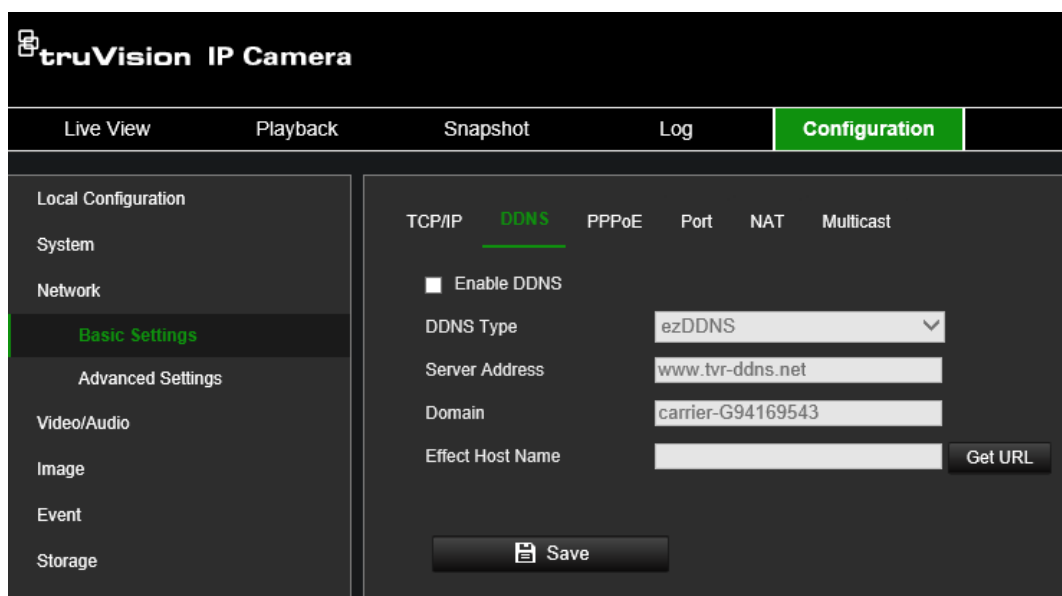 truVision IP Camera
Live View Playback Snapshot Log Configuration
Local Configuration
System
Network
Basic Settings
Advanced Settings
Video/Audio
Image
Event
Storage
TCP/IP DDNS PPPoE Port NAT Multicast
Enable DDNS
DDNS Type ezDDNS
Server Address www.tvr-ddns.net
Domain carrier-G94169543
Effect Host Name Get URL
Save